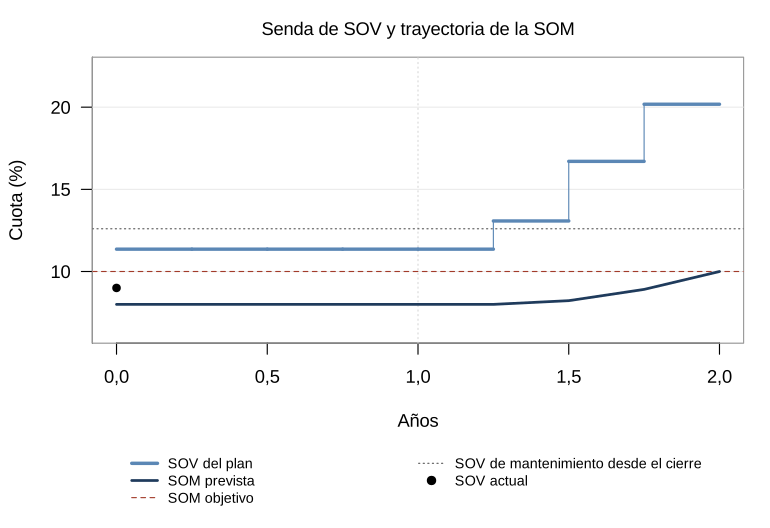 Senda de SOV y trayectoria de la SOM
Cuota (%)
20
15
10
0,0
0,5
1,0
1,5
2,0
Años
SOV del plan
SOM prevista
SOM objetivo
SOV de mantenimiento desde el cierre
SOV actual